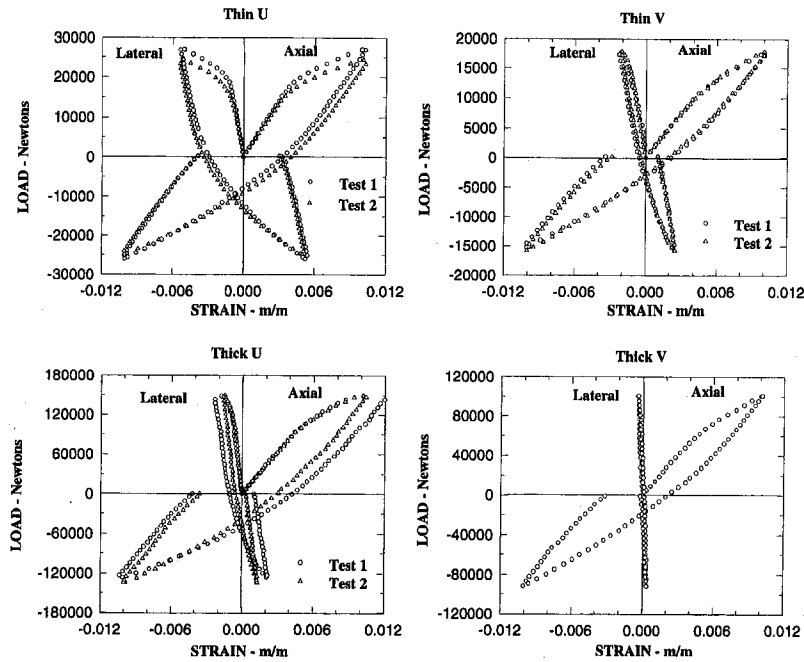 Thin U
Lateral
Axial
LOAD - Newtons
30000
20000
10000
0
-10000
-20000
-30000
Test 1
Test 2
-0.012
-0.006
0.000
0.006
0.012
STRAIN - m/m
Thin V
Lateral
Axial
LOAD - Newtons
20000
15000
10000
5000
0
-5000
-10000
-15000
-20000
Test 1
Test 2
-0.012
-0.006
0.000
0.006
0.012
STRAIN - m/m
Thick U
Lateral
Axial
LOAD - Newtons
180000
120000
60000
0
-60000
-120000
-180000
Test 1
Test 2
-0.012
-0.006
0.000
0.006
0.012
STRAIN - m/m
Thick V
Lateral
Axial
LOAD - Newtons
120000
80000
40000
0
-40000
-80000
-120000
-0.012
-0.006
0.000
0.006
0.012
STRAIN - m/m